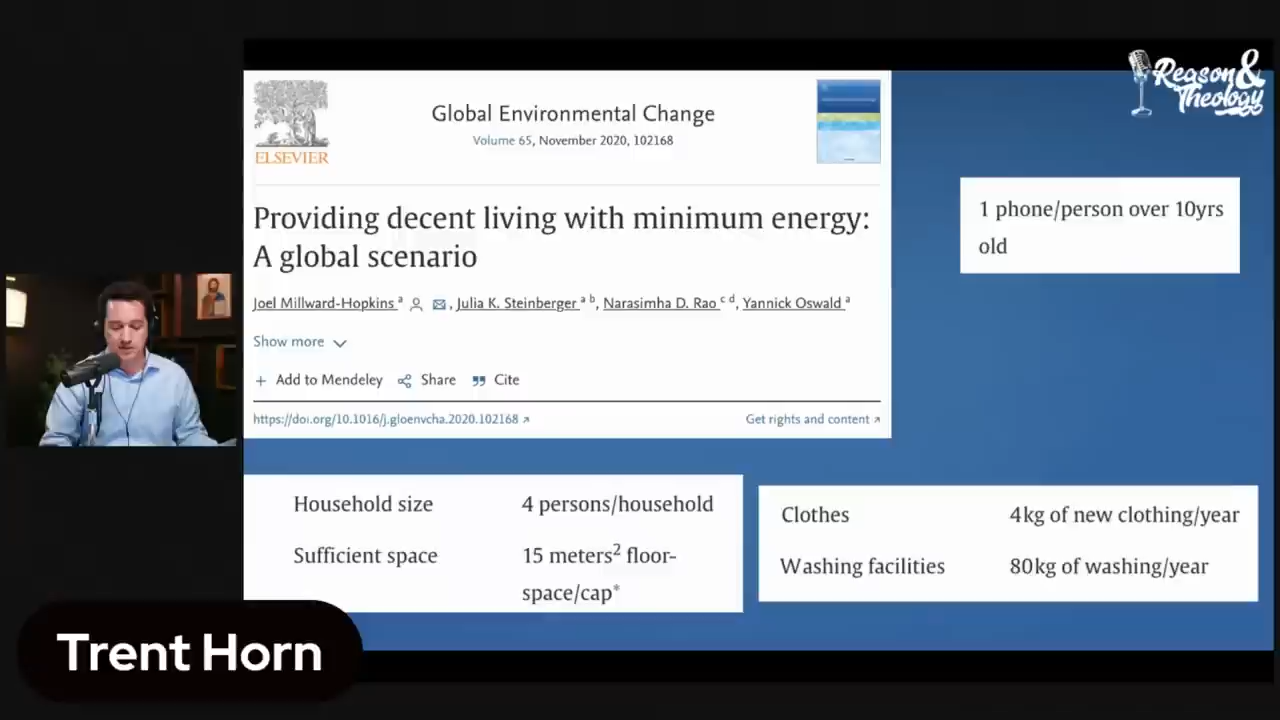 Reason &
Theology
ELSEVIER
Global Environmental Change
Volume 65, November 2020, 102168
Providing decent living with minimum energy:
A global scenario
Joel Millward-Hopkins a, Julia K. Steinberger a b, Narasimha D. Rao c d, Yannick Oswald a
Show more
+ Add to Mendeley Share Cite
https://doi.org/10.1016/j.gloenvcha.2020.102168 Get rights and content
1 phone/person over 10yrs
old
Household size 4 persons/household
Sufficient space 15 meters² floor-
space/cap*
Clothes 4kg of new clothing/year
Washing facilities 80kg of washing/year
Trent Horn